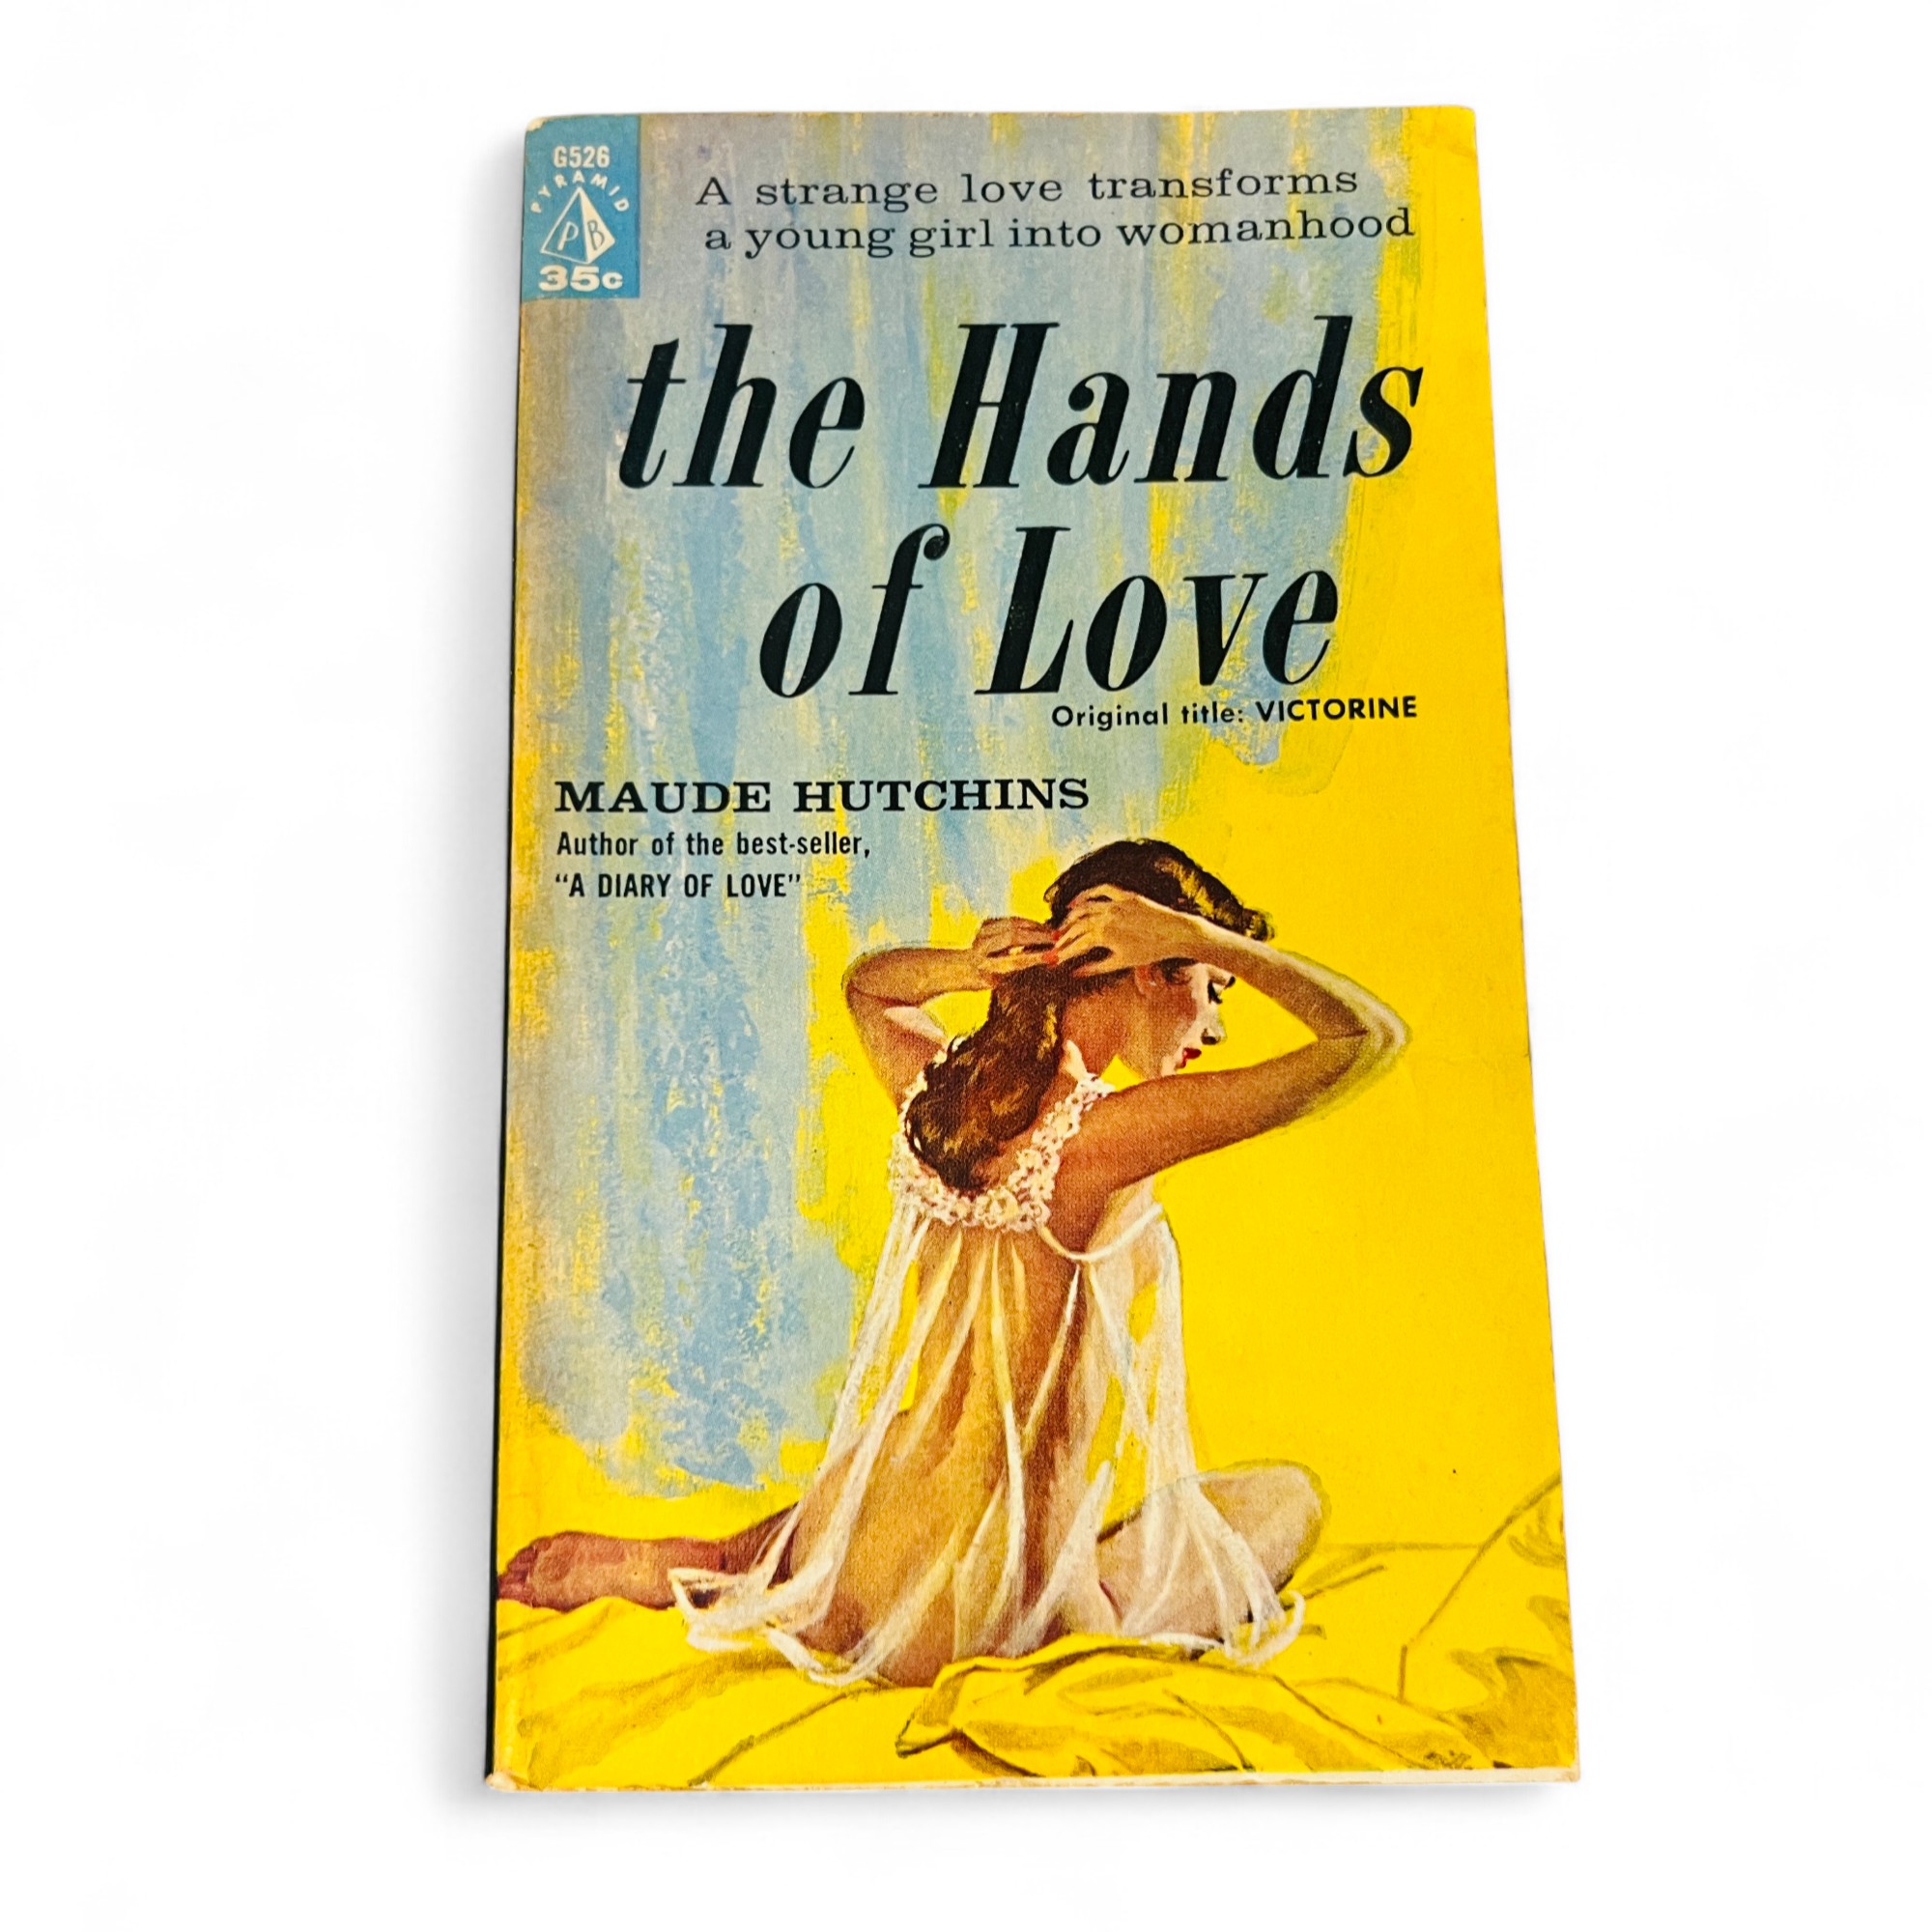 G526
PYRAMID
PB
35c
A strange love transforms
a young girl into womanhood
the Hands
of Love
Original title: VICTORINE
MAUDE HUTCHINS
Author of the best-seller,
"A DIARY OF LOVE"